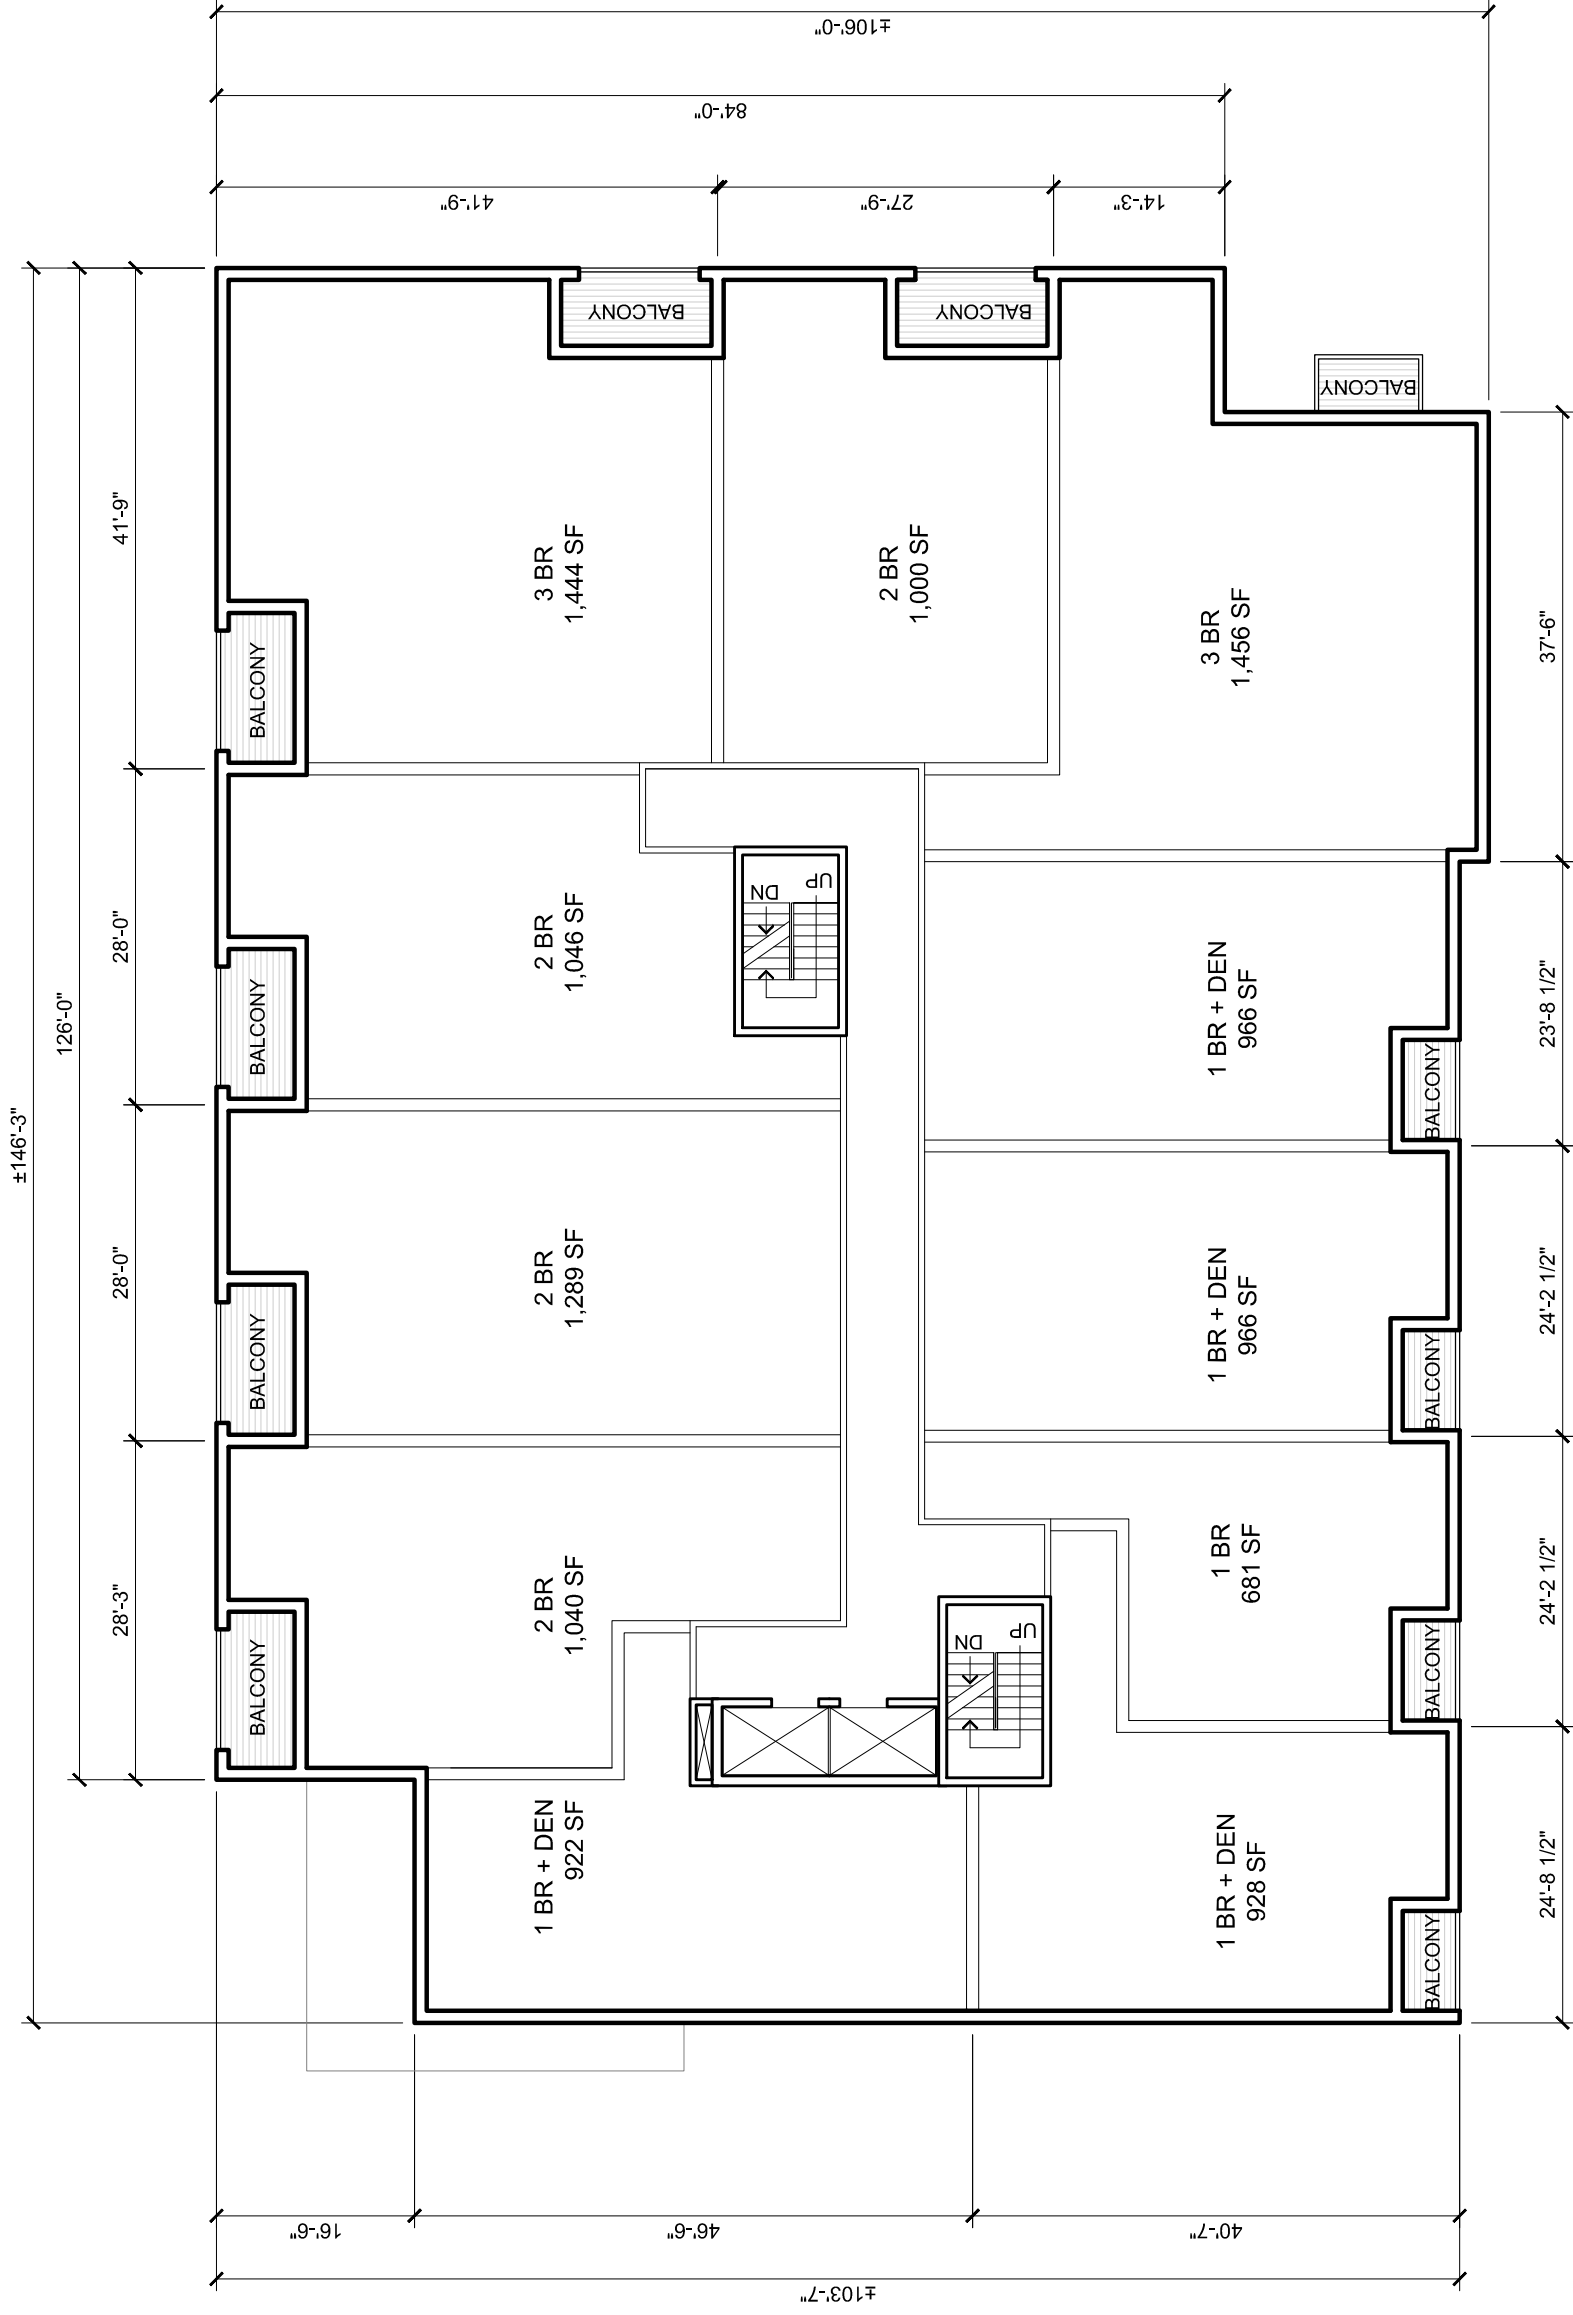 ±106'-0"
84'-0"
41'-9"
27'-9"
14'-3"
±146'-3"
126'-0"
41'-9"
28'-0"
28'-0"
28'-3"
BALCONY
BALCONY
BALCONY
BALCONY
BALCONY
BALCONY
BALCONY
3 BR
1,444 SF
2 BR
1,000 SF
3 BR
1,456 SF
2 BR
1,046 SF
DN
UP
1 BR + DEN
966 SF
BALCONY
2 BR
1,289 SF
1 BR + DEN
966 SF
BALCONY
2 BR
1,040 SF
1 BR
681 SF
BALCONY
DN
UP
1 BR + DEN
922 SF
1 BR + DEN
928 SF
BALCONY
37'-6"
23'-8 1/2"
24'-2 1/2"
24'-2 1/2"
24'-8 1/2"
16'-6"
46'-6"
40'-7"
±103'-7"